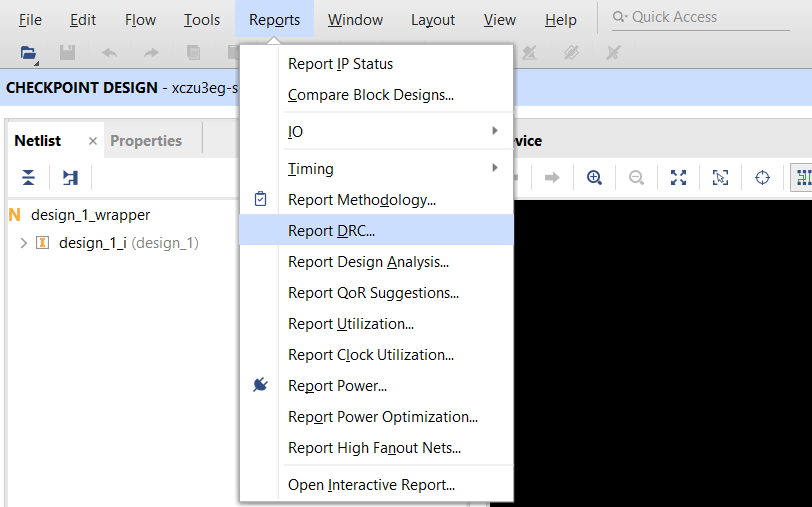 File Edit Flow Tools Reports Window Layout View Help Quick Access
CHECKPOINT DESIGN - xczu3eg-s
Netlist × Properties
evice
design_1_wrapper
design_1_i (design_1)
Report IP Status
Compare Block Designs...
IO
Timing
Report Methodology...
Report DRC...
Report Design Analysis...
Report QoR Suggestions...
Report Utilization...
Report Clock Utilization...
Report Power...
Report Power Optimization...
Report High Fanout Nets...
Open Interactive Report...